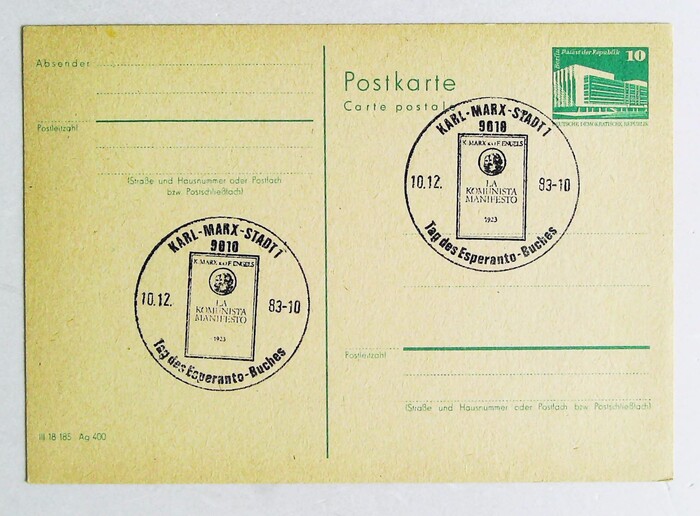 Absender
Postleitzahl
(Straße und Hausnummer oder Postfach
bzw. Postschließfach)
KARL-MARX-STADT 1
9010
K. MARX KAJ F. ENGELS
LA
KOMUNISTA
MANIFESTO
1923
10.12.
83-10
Tag des Esperanto-Buches
III 18 185 Ag 400
Postkarte
Carte postale
Berlin, Palast der Republik
10
DEUTSCHE DEMOKRATISCHE REPUBLIK
KARL-MARX-STADT 1
9010
K. MARX KAJ F. ENGELS
LA
KOMUNISTA
MANIFESTO
1923
10.12.
83-10
Tag des Esperanto-Buches
Postleitzahl
(Straße und Hausnummer oder Postfach bzw. Postschließfach)